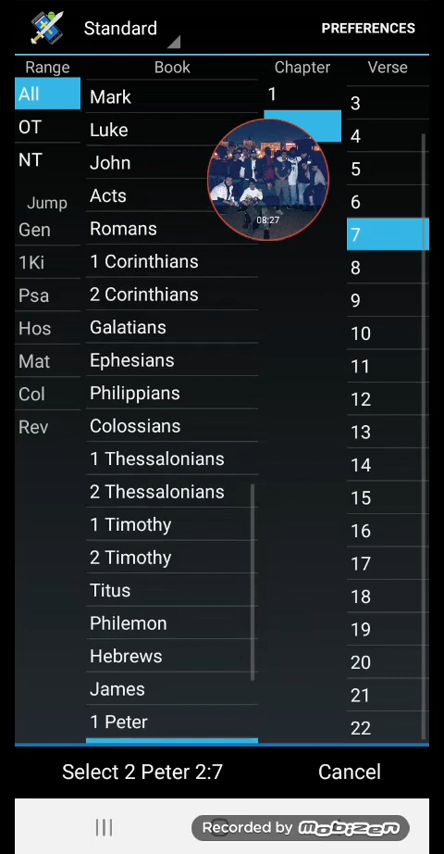 Standard
PREFERENCES
Range
Book
Chapter
Verse
All
OT
NT
Jump
Gen
1Ki
Psa
Hos
Mat
Col
Rev
Mark
Luke
John
Acts
Romans
1 Corinthians
2 Corinthians
Galatians
Ephesians
Philippians
Colossians
1 Thessalonians
2 Thessalonians
1 Timothy
2 Timothy
Titus
Philemon
Hebrews
James
1 Peter
1
08:27
3
4
5
6
7
8
9
10
11
12
13
14
15
16
17
18
19
20
21
22
Select 2 Peter 2:7
Cancel
Recorded by Mobizen